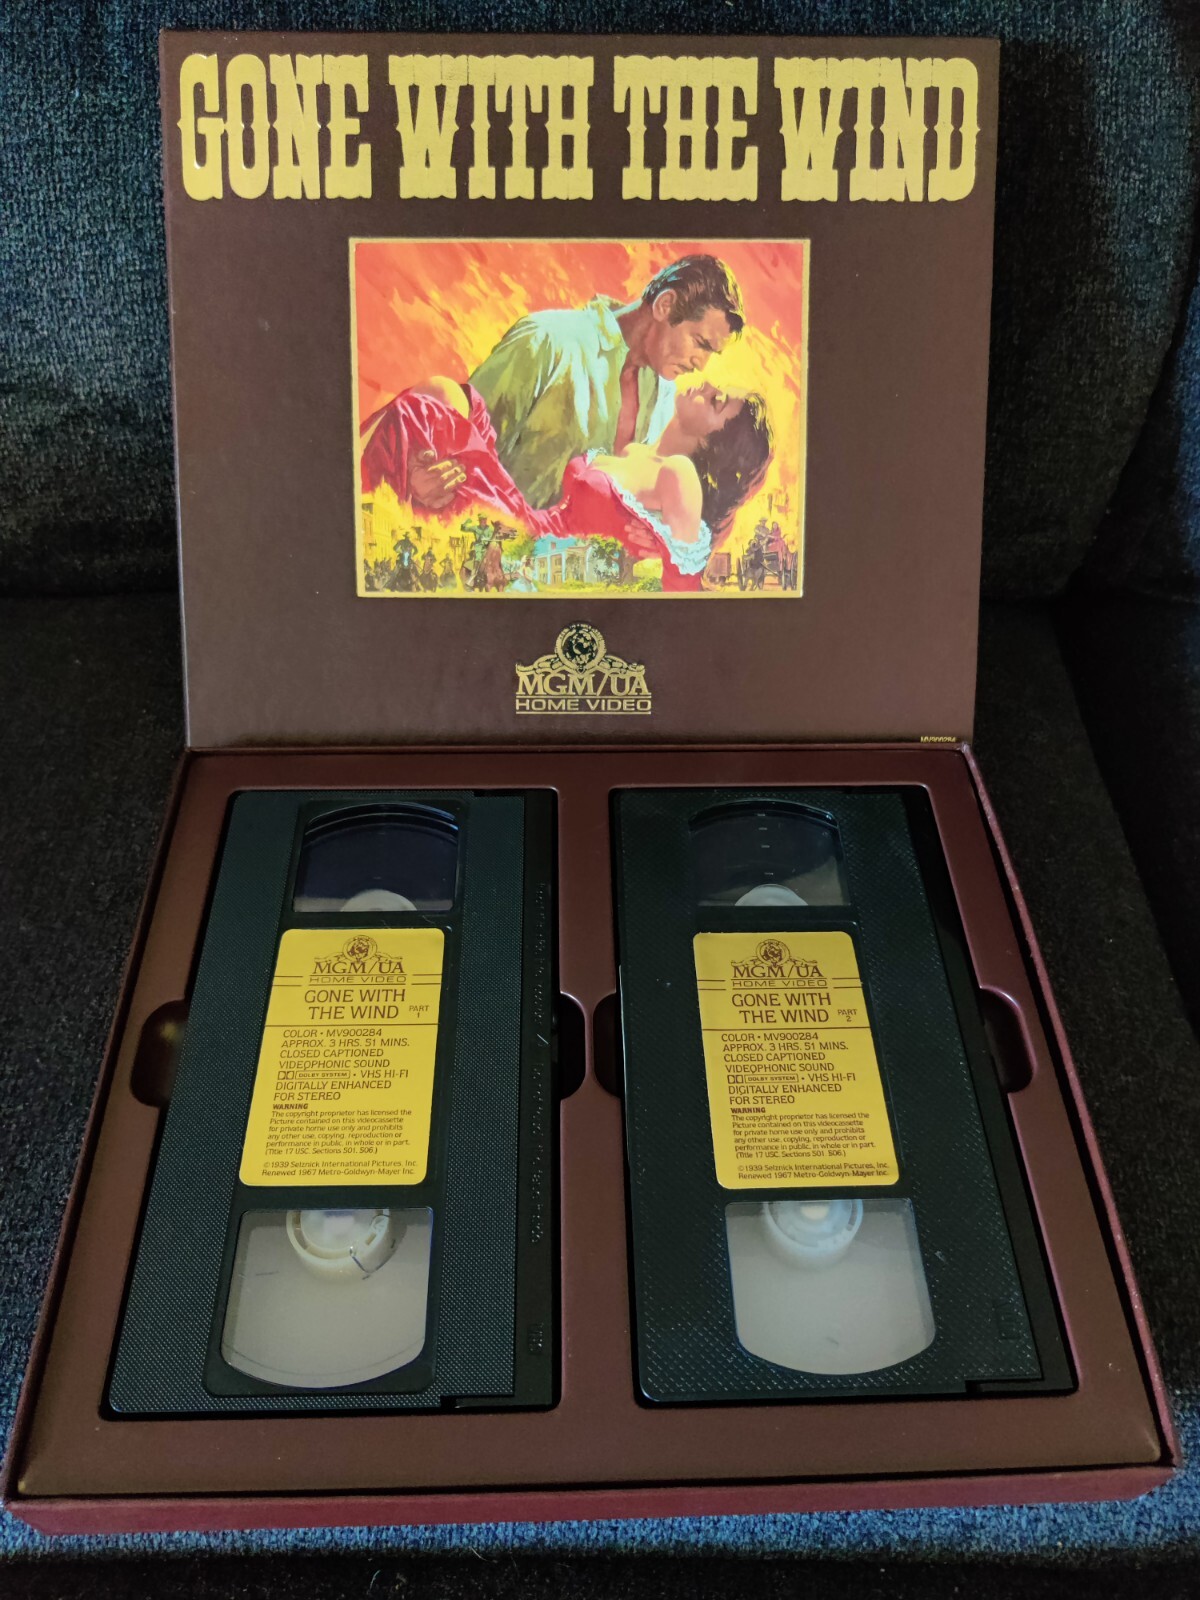 GONE WITH THE WIND
MGM/UA
HOME VIDEO
MGM/UA
HOME VIDEO
GONE WITH
THE WIND PART
1
COLOR • MV900284
APPROX. 3 HRS. 51 MINS.
CLOSED CAPTIONED
VIDEOPHONIC SOUND
DOLBY SYSTEM • VHS HI-FI
DIGITALLY ENHANCED
FOR STEREO
WARNING
The copyright proprietor has licensed the
Picture contained on this videocassette
for private home use only and prohibits
any other use, copying, reproduction or
performance in public, in whole or in part.
(Title 17 USC. Sections 501. 506.)
©1939 Selznick International Pictures, Inc.
Renewed 1967 Metro-Goldwyn-Mayer Inc.
MGM/UA
HOME VIDEO
GONE WITH
THE WIND PART
2
COLOR • MV900284
APPROX. 3 HRS. 51 MINS.
CLOSED CAPTIONED
VIDEOPHONIC SOUND
DOLBY SYSTEM • VHS HI-FI
DIGITALLY ENHANCED
FOR STEREO
WARNING
The copyright proprietor has licensed the
Picture contained on this videocassette
for private home use only and prohibits
any other use, copying, reproduction or
performance in public, in whole or in part.
(Title 17 USC. Sections 501. 506.)
©1939 Selznick International Pictures, Inc.
Renewed 1967 Metro-Goldwyn-Mayer Inc.